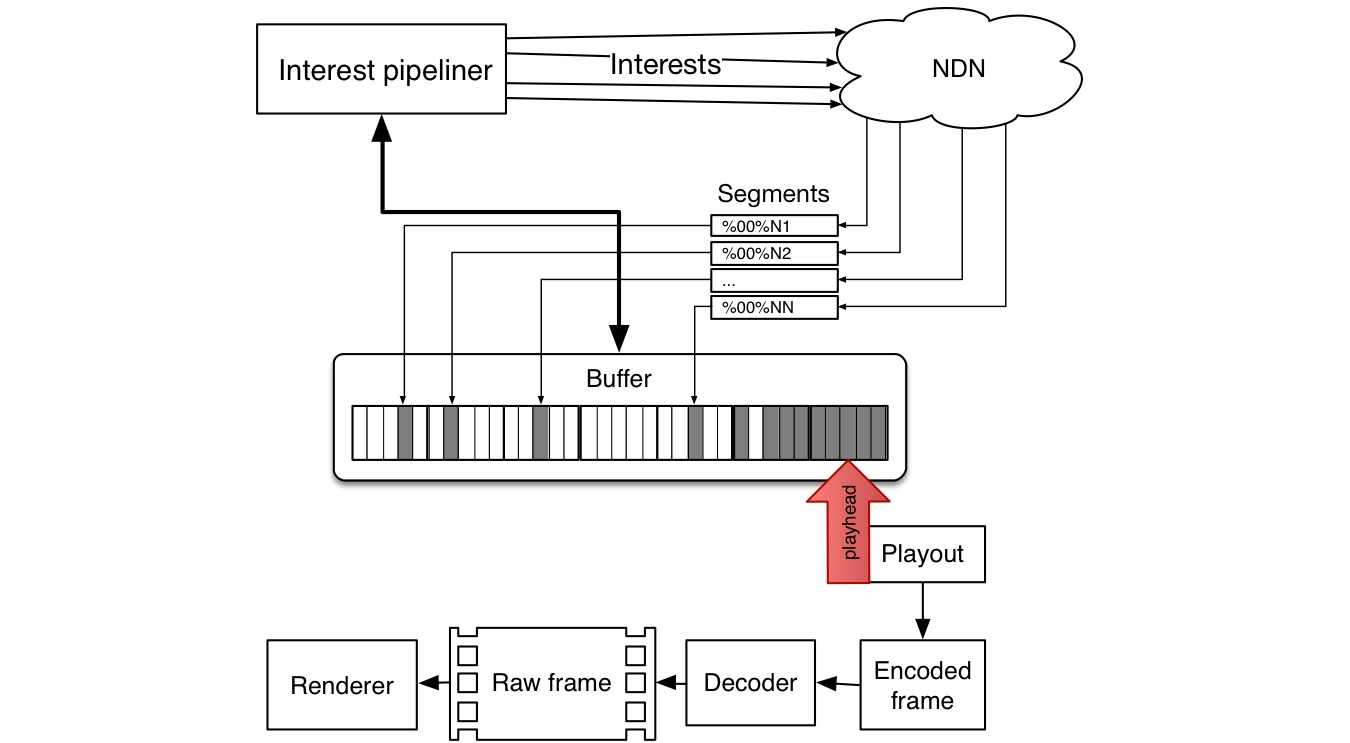 Interest pipeliner
Interests
NDN
Segments
%00%N1
%00%N2
...
%00%NN
Buffer
playhead
Playout
Renderer
Raw frame
Decoder
Encoded
frame